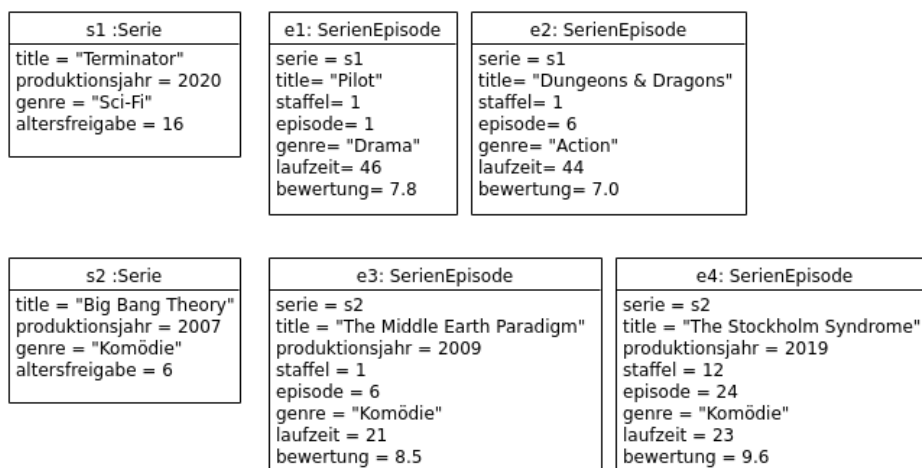 s1 :Serie
title = "Terminator"
produktionsjahr = 2020
genre = "Sci-Fi"
altersfreigabe = 16
e1: SerienEpisode
serie = s1
title= "Pilot"
staffel= 1
episode= 1
genre= "Drama"
laufzeit= 46
bewertung= 7.8
e2: SerienEpisode
serie = s1
title= "Dungeons & Dragons"
staffel= 1
episode= 6
genre= "Action"
laufzeit= 44
bewertung= 7.0
s2 :Serie
title = "Big Bang Theory"
produktionsjahr = 2007
genre = "Komödie"
altersfreigabe = 6
e3: SerienEpisode
serie = s2
title = "The Middle Earth Paradigm"
produktionsjahr = 2009
staffel = 1
episode = 6
genre = "Komödie"
laufzeit = 21
bewertung = 8.5
e4: SerienEpisode
serie = s2
title = "The Stockholm Syndrome"
produktionsjahr = 2019
staffel = 12
episode = 24
genre = "Komödie"
laufzeit = 23
bewertung = 9.6